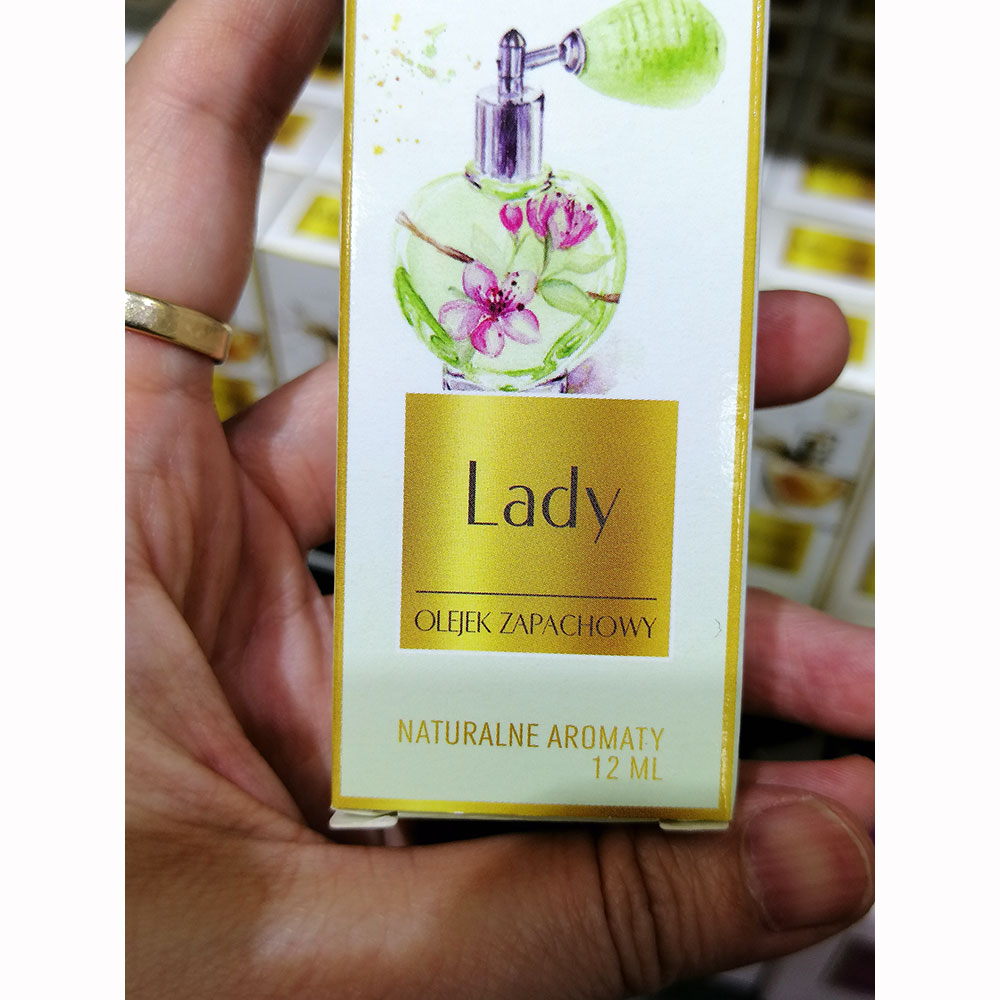 Lady
OLEJEK ZAPACHOWY
NATURALNE AROMATY
12 ML